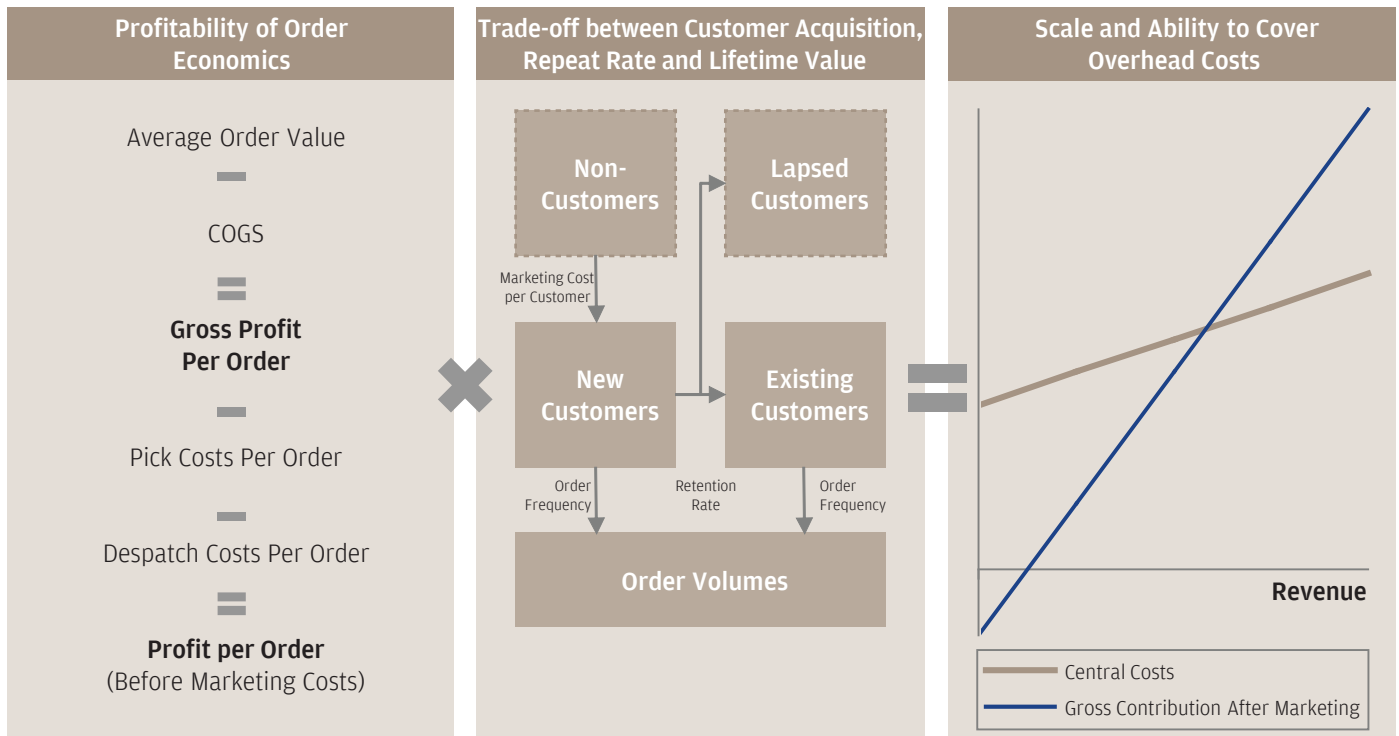 Profitability of Order
Economics
Average Order Value
COGS
Gross Profit
Per Order
Pick Costs Per Order
Despatch Costs Per Order
Profit per Order
(Before Marketing Costs)
Trade-off between Customer Acquisition,
Repeat Rate and Lifetime Value
Non-
Customers
Lapsed
Customers
Marketing Cost
per Customer
New
Customers
Existing
Customers
Order
Frequency
Retention
Rate
Order
Frequency
Order Volumes
Scale and Ability to Cover
Overhead Costs
Revenue
Central Costs
Gross Contribution After Marketing